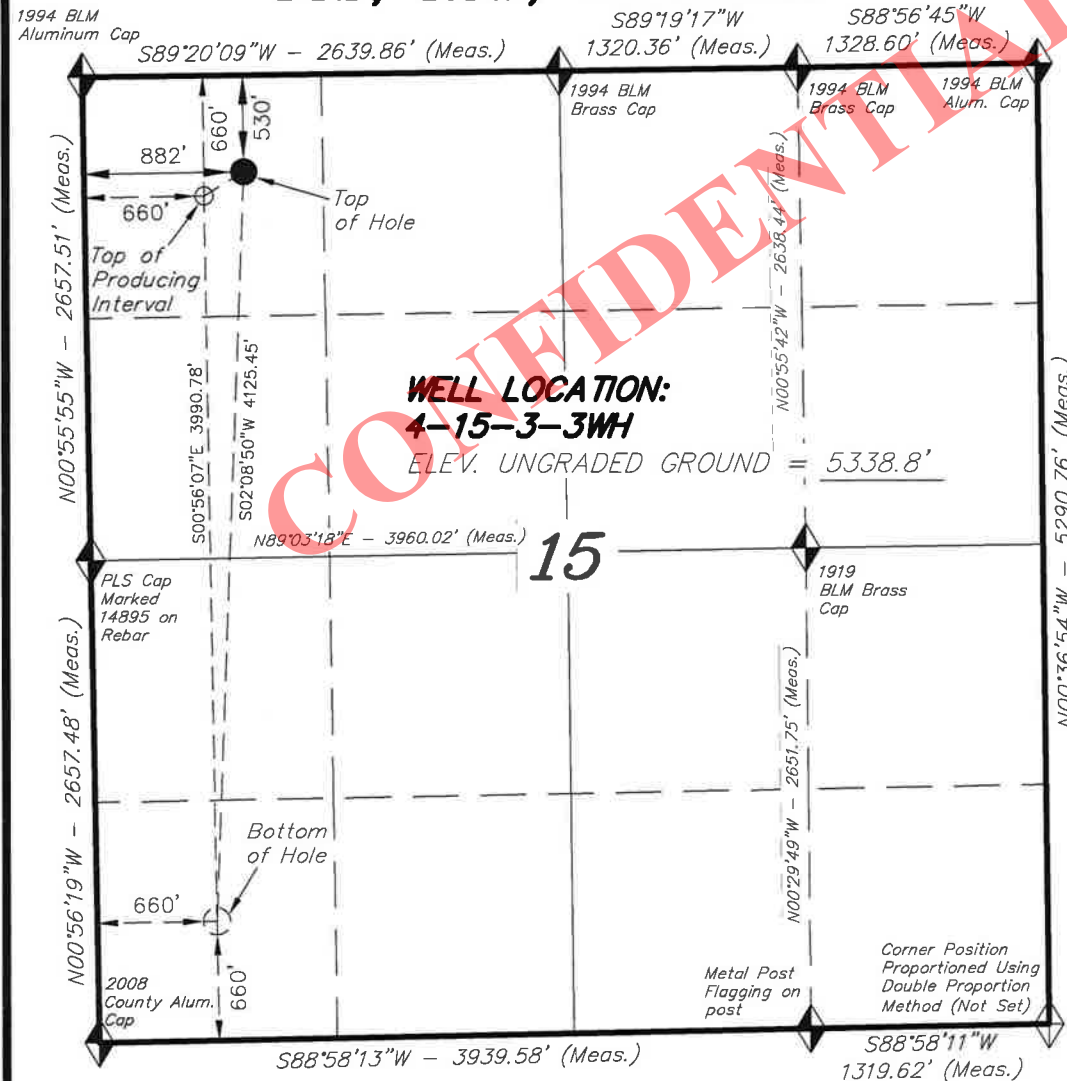 1994 BLM
Aluminum Cap
S89°20'09"W - 2639.86' (Meas.)
S89°19'17"W
1320.36' (Meas.)
S88°56'45"W
1328.60' (Meas.)
1994 BLM
Brass Cap
1994 BLM
Brass Cap
1994 BLM
Alum. Cap
660'
530'
882'
660'
Top
of Hole
Top of
Producing
Interval
N00°55'55"W - 2657.51' (Meas.)
N00°55'42"W - 2638.44' (Meas.)
CONFIDENTIAL
WELL LOCATION:
4-15-3-3WH
ELEV. UNGRADED GROUND = 5338.8'
S00°56'07"E 3990.78'
S02°08'50"W 4125.45'
N89°03'18"E - 3960.02' (Meas.)
15
N00°36'54"W - 5290.76' (Meas.)
PLS Cap
Marked
14895 on
Rebar
1919
BLM Brass
Cap
N00°56'19"W - 2657.48' (Meas.)
N00°29'49"W - 2651.75' (Meas.)
Bottom
of Hole
660'
660'
2008
County Alum.
Cap
Metal Post
Flagging on
post
Corner Position
Proportioned Using
Double Proportion
Method (Not Set)
S88°58'13"W - 3939.58' (Meas.)
S88°58'11"W
1319.62' (Meas.)